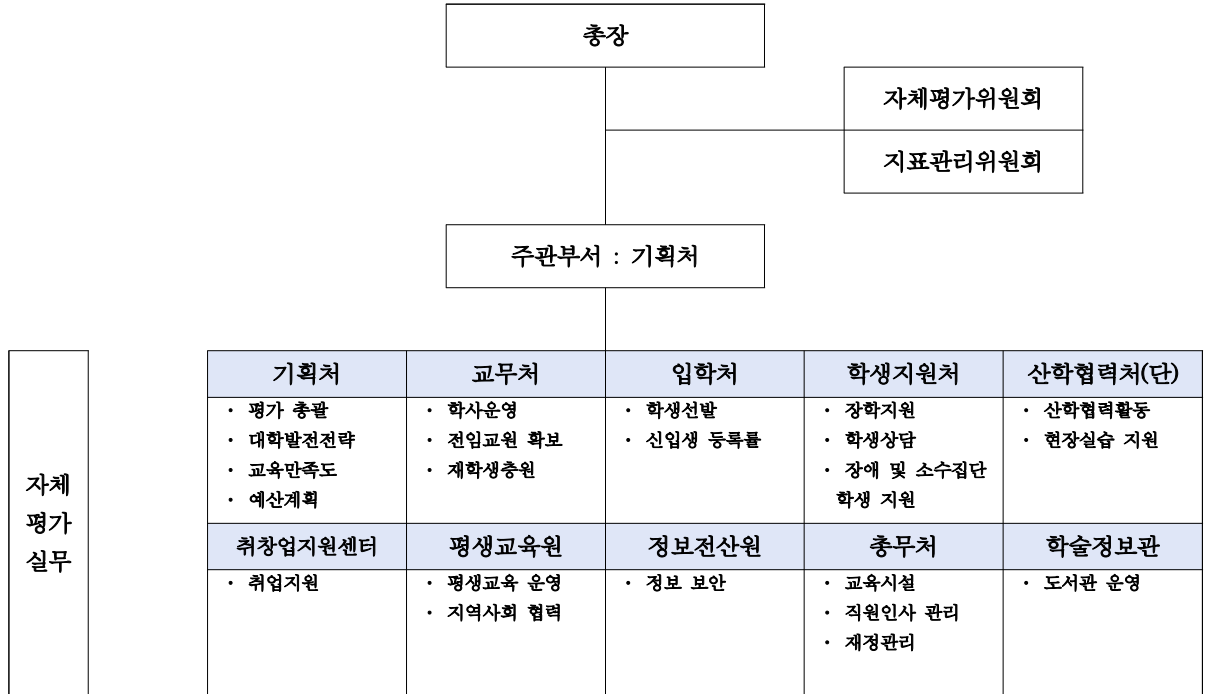 총장
자체평가위원회
지표관리위원회
주관부서 : 기획처
자체
평가
실무
기획처
· 평가 총괄
· 대학발전전략
· 교육만족도
· 예산계획
교무처
· 학사운영
· 전임교원 확보
· 재학생충원
입학처
· 학생선발
· 신입생 등록률
학생지원처
· 장학지원
· 학생상담
· 장애 및 소수집단
학생 지원
산학협력처(단)
· 산학협력활동
· 현장실습 지원
취창업지원센터
· 취업지원
평생교육원
· 평생교육 운영
· 지역사회 협력
정보전산원
· 정보 보안
총무처
· 교육시설
· 직원인사 관리
· 재정관리
학술정보관
· 도서관 운영